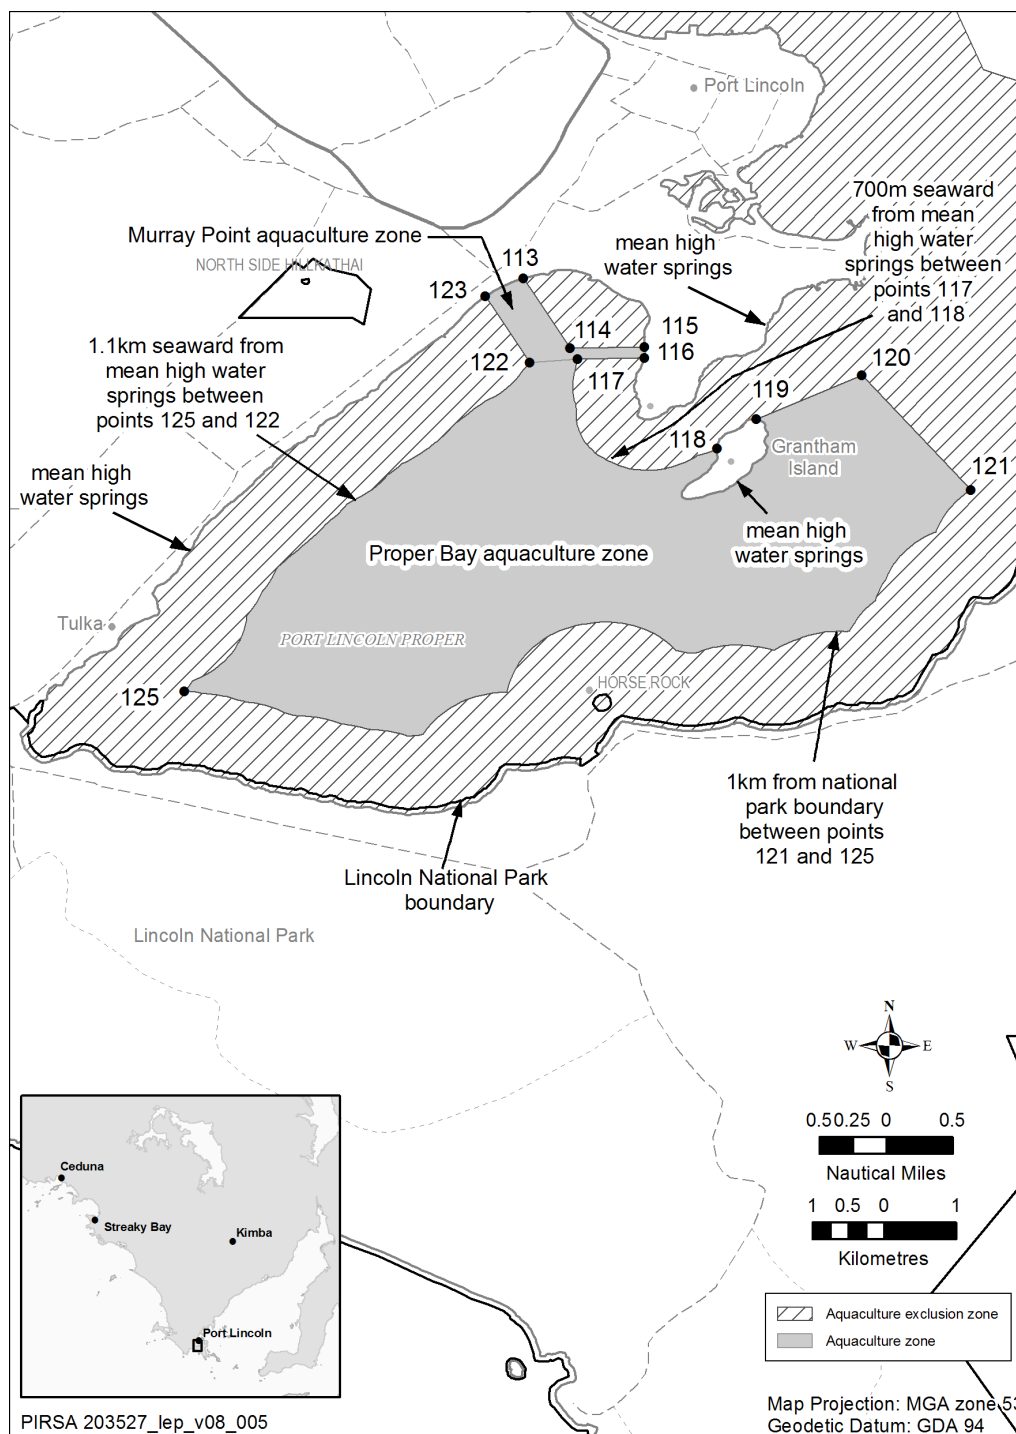 Port Lincoln
700m seaward
from mean
high water
springs between
points 117
and 118
mean high
water springs
Murray Point aquaculture zone
NORTH SIDE HILL KATHAI
113
123
114
115
116
122
117
120
119
118
121
1.1km seaward from
mean high water
springs between
points 125 and 122
Grantham
Island
mean high
water springs
mean high
water springs
Proper Bay aquaculture zone
Tulka
PORT LINCOLN PROPER
HORSE ROCK
125
1km from national
park boundary
between points
121 and 125
Lincoln National Park
boundary
Lincoln National Park
N
W
E
S
0.5 0.25 0 0.5
Nautical Miles
1 0.5 0 1
Kilometres
Ceduna
Streaky Bay
Kimba
Port Lincoln
Aquaculture exclusion zone
Aquaculture zone
PIRSA 203527_lep_v08_005
Map Projection: MGA zone 53
Geodetic Datum: GDA 94